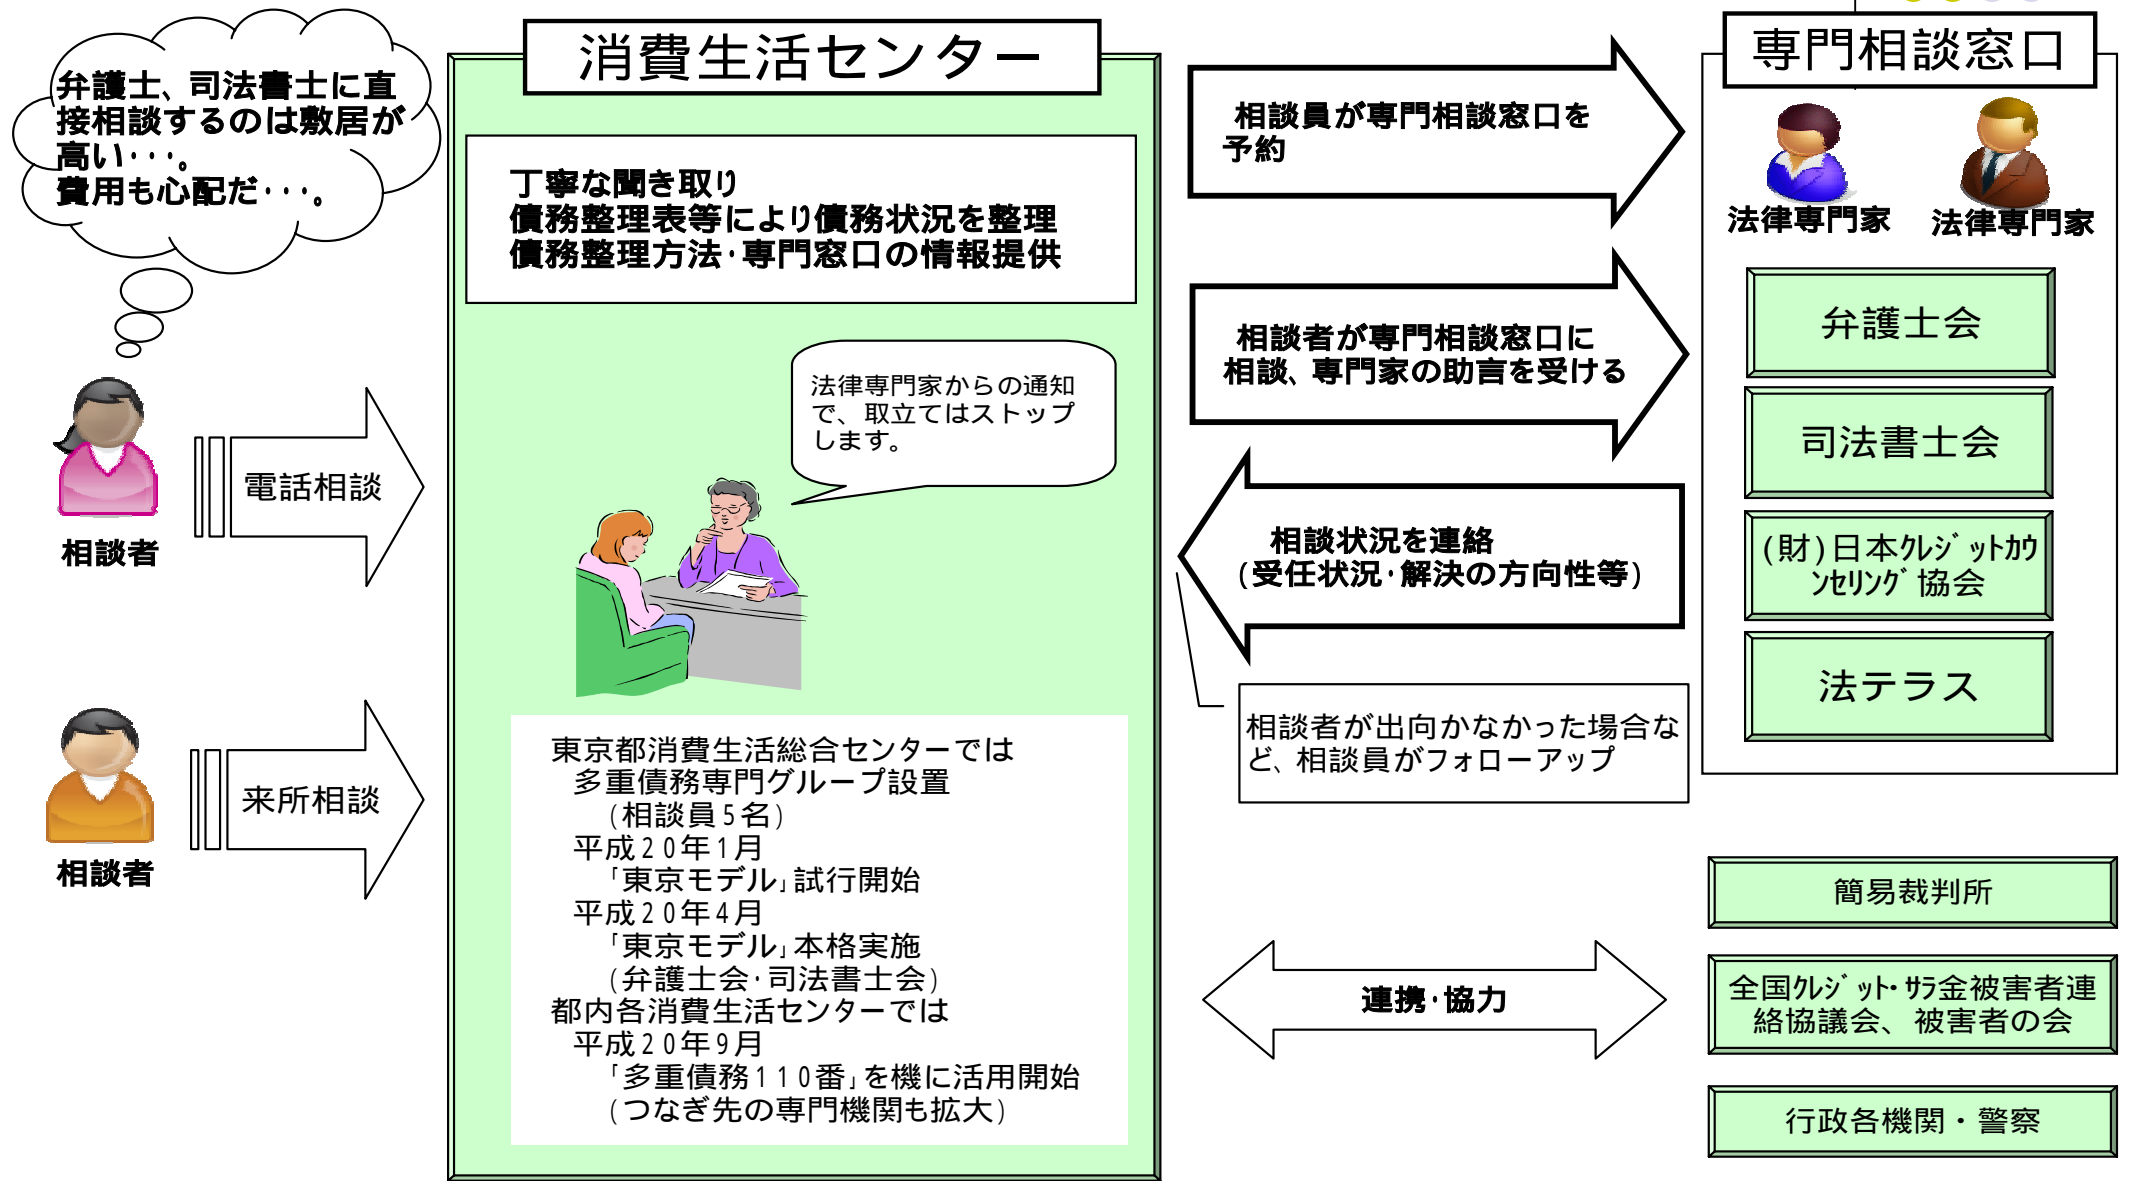 弁護士、司法書士に直
接相談するのは敷居が
高い・・・。
費用も心配だ・・・。
相談者
電話相談
相談者
来所相談
消費生活センター
丁寧な聞き取り
債務整理表等により債務状況を整理
債務整理方法・専門窓口の情報提供
法律専門家からの通知
で、取立てはストップ
します。
東京都消費生活総合センターでは
多重債務専門グループ設置
(相談員5名)
平成20年1月
「東京モデル」試行開始
平成20年4月
「東京モデル」本格実施
(弁護士会・司法書士会)
都内各消費生活センターでは
平成20年9月
「多重債務110番」を機に活用開始
(つなぎ先の専門機関も拡大)
相談員が専門相談窓口を
予約
相談者が専門相談窓口に
相談、専門家の助言を受ける
相談状況を連絡
(受任状況・解決の方向性等)
相談者が出向かなかった場合な
ど、相談員がフォローアップ
連携・協力
専門相談窓口
法律専門家
法律専門家
弁護士会
司法書士会
(財)日本ｸﾚｼﾞｯﾄｶｳ
ﾝｾﾘﾝｸﾞ協会
法テラス
簡易裁判所
全国ｸﾚｼﾞｯﾄ・ｻﾗ金被害者連
絡協議会、被害者の会
行政各機関・警察